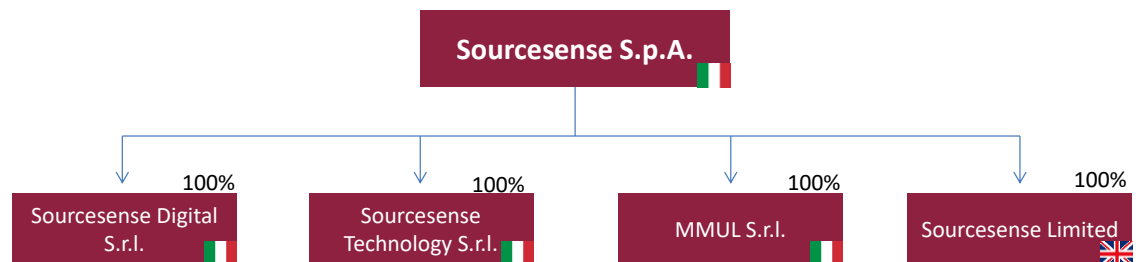 Sourcesense S.p.A.
100%
100%
100%
100%
Sourcesense Digital
S.r.l.
Sourcesense
Technology S.r.l.
MMUL S.r.l.
Sourcesense Limited